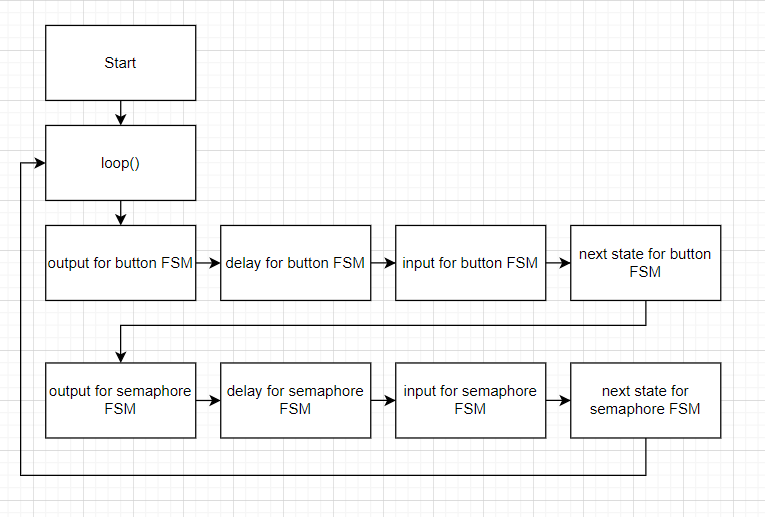 Start
loop()
output for button FSM
delay for button FSM
input for button FSM
next state for button
FSM
output for semaphore
FSM
delay for semaphore
FSM
input for semaphore
FSM
next state for
semaphore FSM